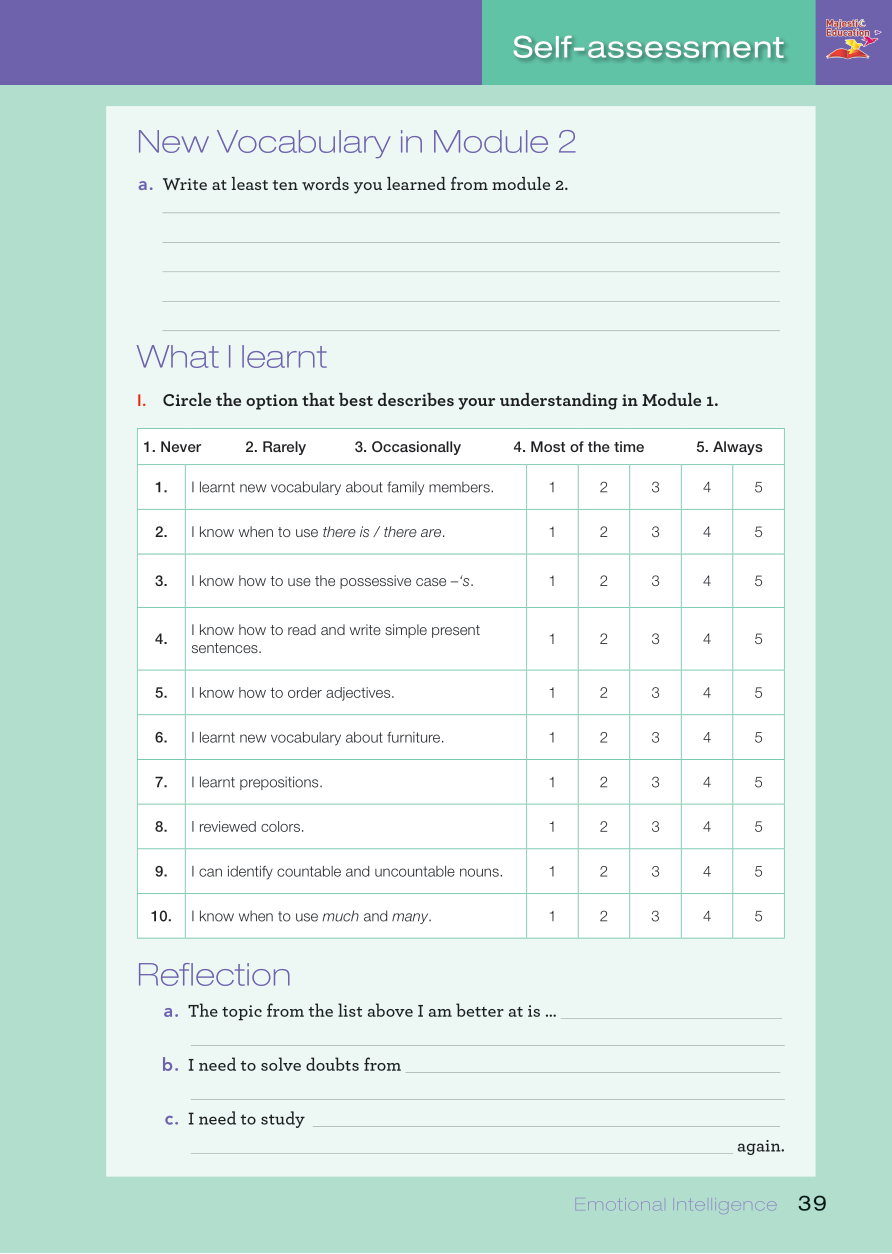 Self-assessment
Majestic
Education
New Vocabulary in Module 2
a. Write at least ten words you learned from module 2.
What I learnt
I. Circle the option that best describes your understanding in Module 1.
1. Never 2. Rarely 3. Occasionally 4. Most of the time 5. Always
1. I learnt new vocabulary about family members. 1 2 3 4 5
2. I know when to use there is / there are. 1 2 3 4 5
3. I know how to use the possessive case –‘s. 1 2 3 4 5
4. I know how to read and write simple present
sentences. 1 2 3 4 5
5. I know how to order adjectives. 1 2 3 4 5
6. I learnt new vocabulary about furniture. 1 2 3 4 5
7. I learnt prepositions. 1 2 3 4 5
8. I reviewed colors. 1 2 3 4 5
9. I can identify countable and uncountable nouns. 1 2 3 4 5
10. I know when to use much and many. 1 2 3 4 5
Reflection
a. The topic from the list above I am better at is ...
b. I need to solve doubts from
c. I need to study
again.
Emotional Intelligence 39